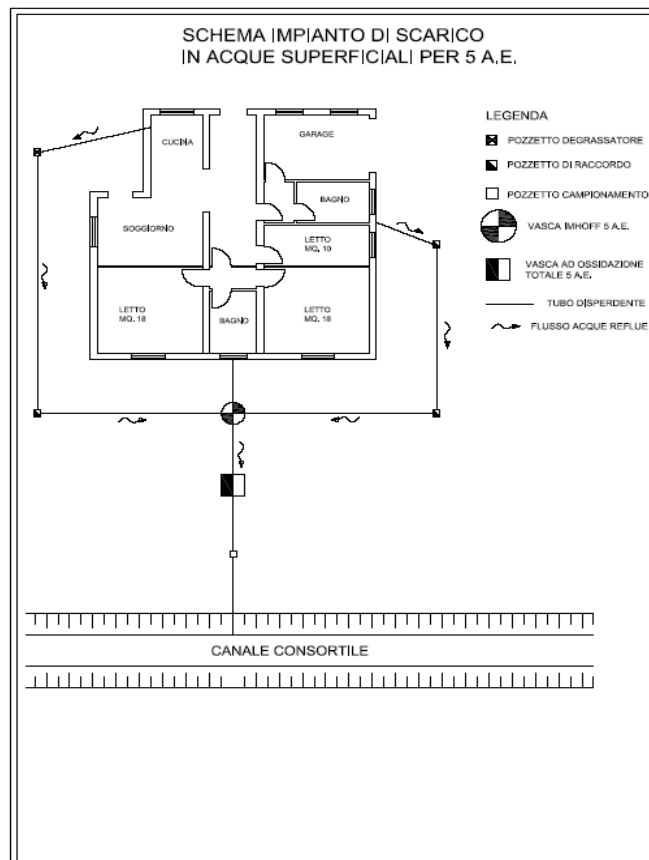 SCHEMA IMPIANTO DI SCARICO
IN ACQUE SUPERFICIALI PER 5 A.E.
LEGENDA
POZZETTO DEGRASSATORE
POZZETTO DI RACCORDO
POZZETTO CAMPIONAMENTO
VASCA IMHOFF 5 A.E.
VASCA AD OSSIDAZIONE
TOTALE 5 A.E.
TUBO DISPERDENTE
FLUSSO ACQUE REFLUE
CUCINA
GARAGE
BAGNO
SOGGIORNO
LETTO
MQ. 10
LETTO
MQ. 18
BAGNO
LETTO
MQ. 18
CANALE CONSORTILE